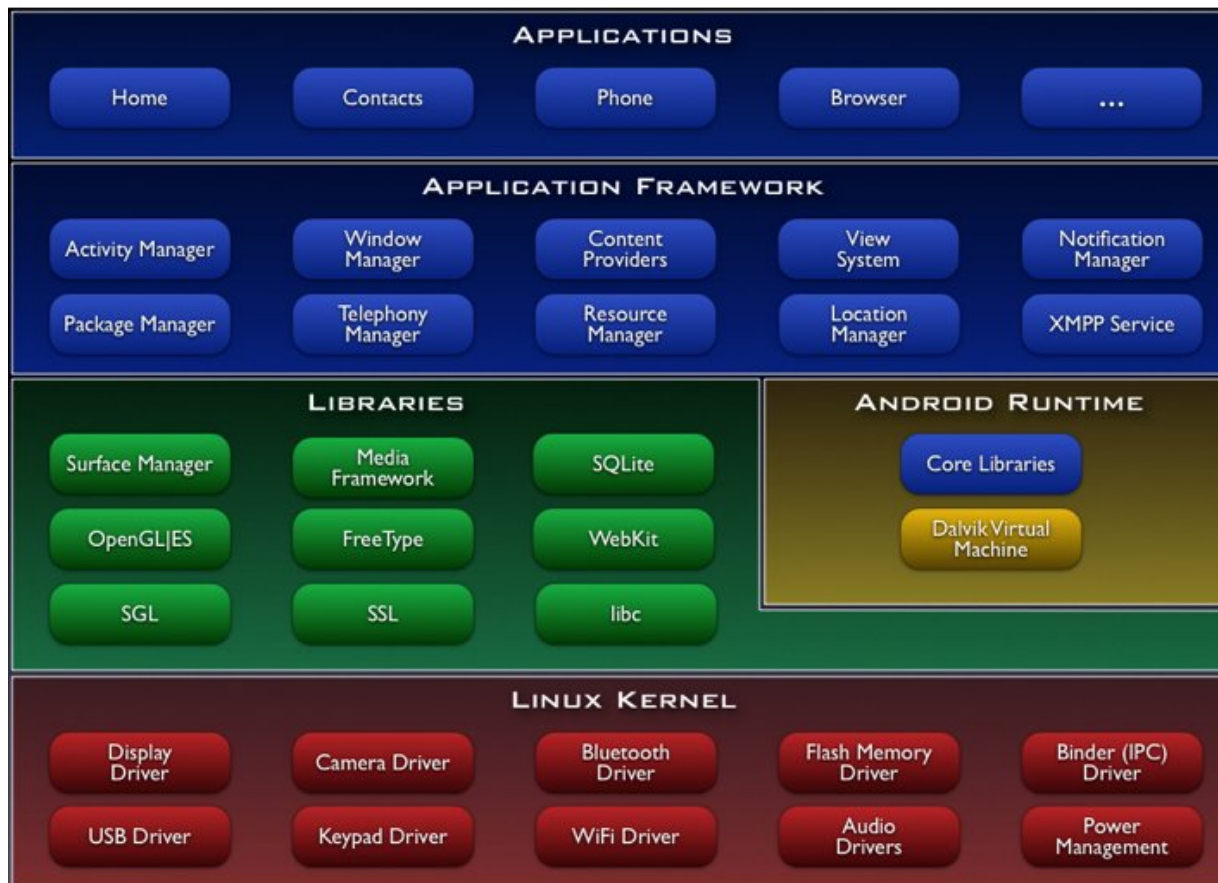 APPLICATIONS
Home
Contacts
Phone
Browser
...
APPLICATION FRAMEWORK
Activity Manager
Window
Manager
Content
Providers
View
System
Notification
Manager
Package Manager
Telephony
Manager
Resource
Manager
Location
Manager
XMPP Service
LIBRARIES
Surface Manager
Media
Framework
SQLite
OpenGL|ES
FreeType
WebKit
SGL
SSL
libc
ANDROID RUNTIME
Core Libraries
Dalvik Virtual
Machine
LINUX KERNEL
Display
Driver
Camera Driver
Bluetooth
Driver
Flash Memory
Driver
Binder (IPC)
Driver
USB Driver
Keypad Driver
WiFi Driver
Audio
Drivers
Power
Management